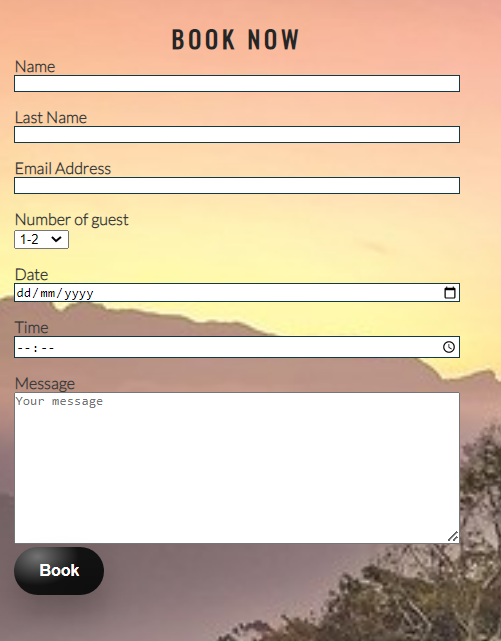 BOOK NOW
Name
Last Name
Email Address
Number of guest
1-2
Date
dd/mm/yyyy
Time
--:--
Message
Your message
Book